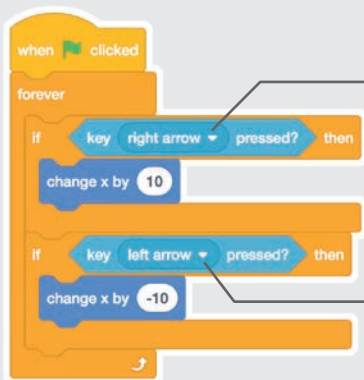 when clicked
forever
if key right arrow pressed? then
change x by 10
if key left arrow pressed? then
change x by -10